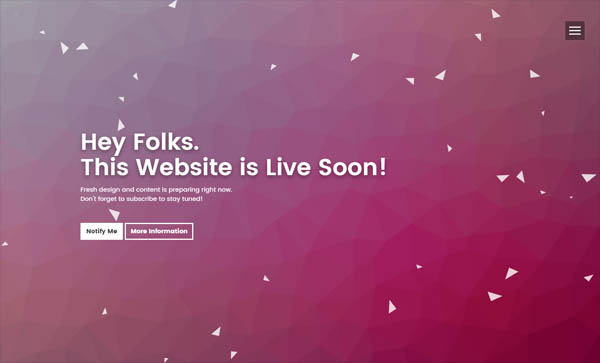 Hey Folks.
This Website is Live Soon!
Fresh design and content is preparing right now.
Don't forget to subscribe to stay tuned!
Notify Me
More Information